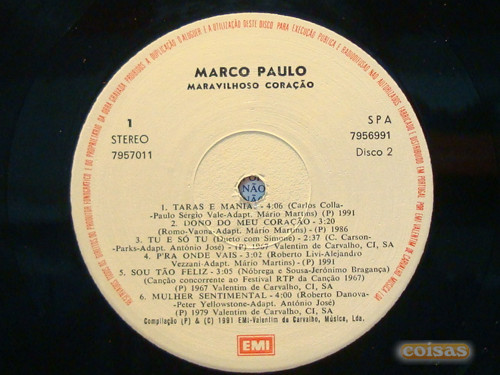 MARCO PAULO
MARAVILHOSO CORAÇÃO
1
STEREO
7957011
SPA
7956991
Disco 2
NÃO
1. TARAS E MANIAS - 4:06 (Carlos Colla-
-Paulo Sérgio Vale-Adapt. Mário Martins) (P) 1991
2. DONO DO MEU CORAÇÃO - 3:20
(Romo-Vaona-Adapt. Mário Martins) - (P) 1986
3. TU E SÓ TU (Dueto com Simone) - 2:37 (C. Carson-
-Parks-Adapt. António José) - (P) 1967 Valentim de Carvalho, CI, SA
4. P'RA ONDE VAIS - 3:02 (Roberto Livi-Alejandro
Vezzani-Adapt. Mário Martins) - (P) 1991
5. SOU TÃO FELIZ - 3:05 (Nóbrega e Sousa-Jerónimo Bragança)
(Canção concorrente ao Festival RTP da Canção 1967)
(P) 1967 Valentim de Carvalho, CI, SA
6. MULHER SENTIMENTAL - 4:00 (Roberto Danova-
-Peter Yellowstone-Adapt. António José)
(P) 1979 Valentim de Carvalho, CI, SA
Compilação (P) & (C) 1991 EMI-Valentim de Carvalho, Música, Lda.
EMI
coisas